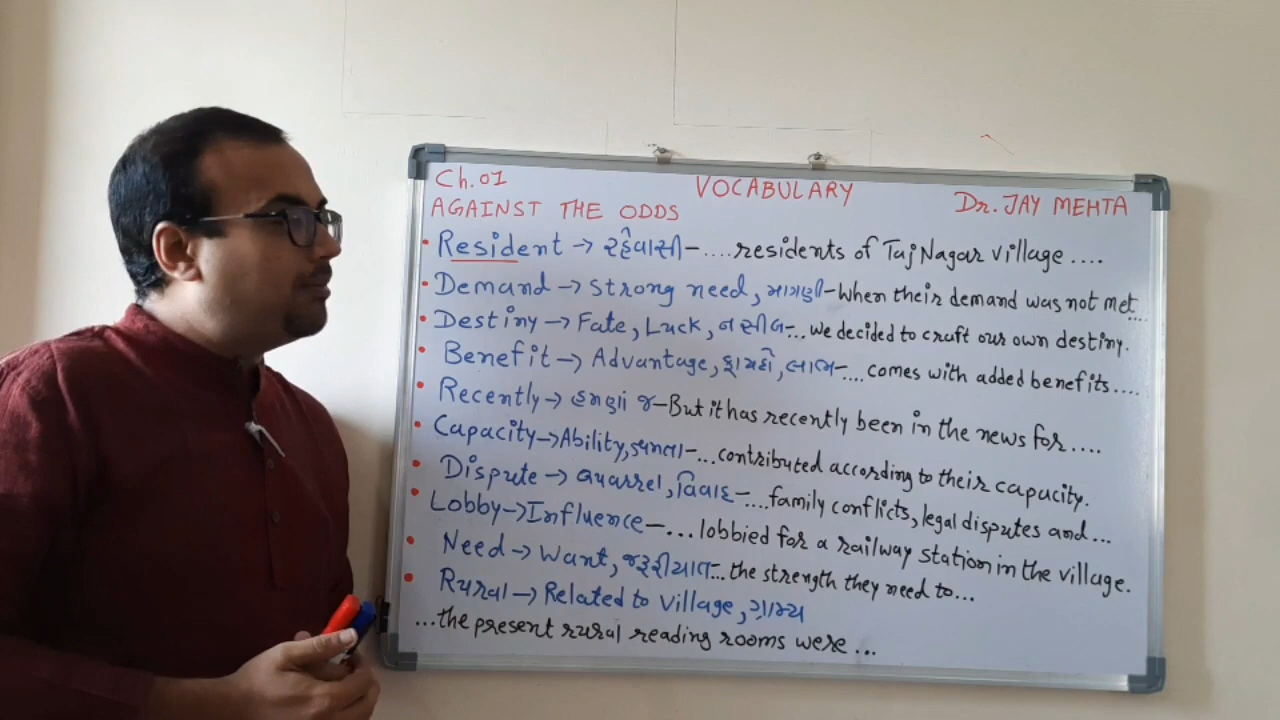 Ch.01 VOCABULARY Dr. JAY MEHTA
AGAINST THE ODDS
• Resident → રહેવાસી - ....residents of Taj Nagar village ....
• Demand → strong need, માગણી - When their demand was not met....
• Destiny → Fate, Luck, નસીબ - ... we decided to craft our own destiny.
• Benefit → Advantage, ફાયદો, લાભ - .... comes with added benefits ....
• Recently → હમણાં જ - But it has recently been in the news for ....
• Capacity → Ability, ક્ષમતા - ... contributed according to their capacity.
• Dispute → Quarrel, વિવાદ - .... family conflicts, legal disputes and ...
• Lobby → Influence - ... lobbied for a railway station in the village.
• Need → Want, જરૂરીયાત ... the strength they need to ...
• Rural → Related to village, ગ્રામ્ય
... the present rural reading rooms were ...